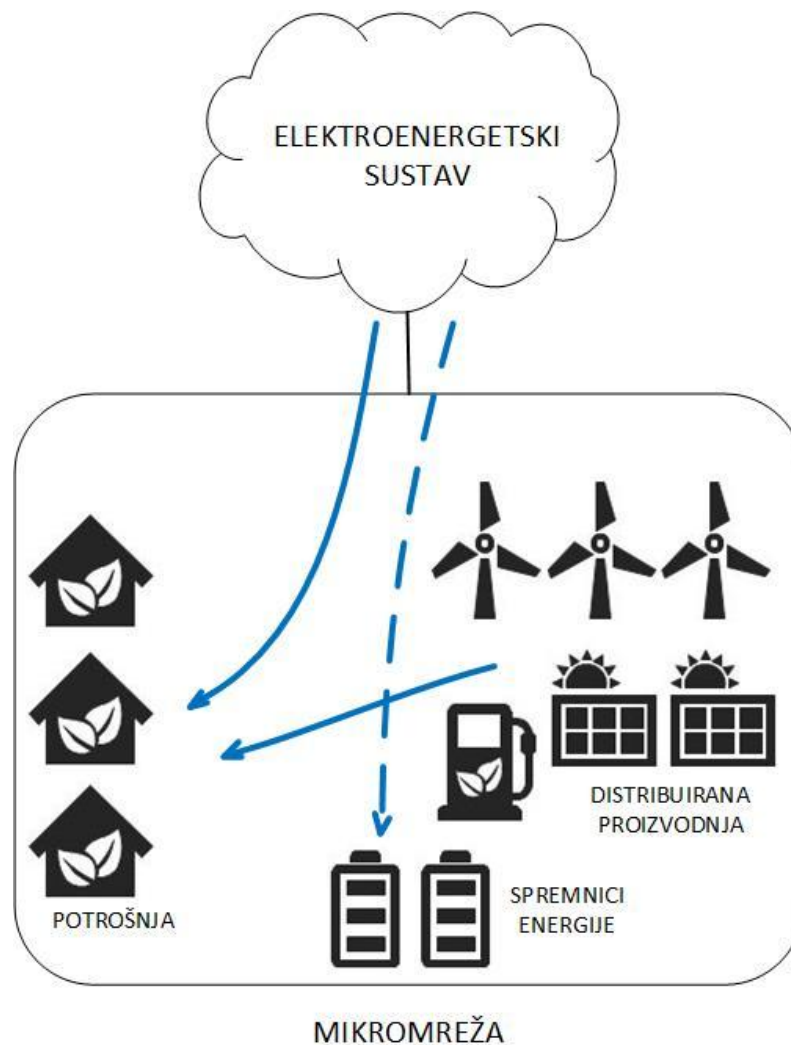 ELEKTROENERGETSKI
SUSTAV
DISTRIBUIRANA
PROIZVODNJA
SPREMNICI
ENERGIJE
POTROŠNJA
MIKROMREŽA